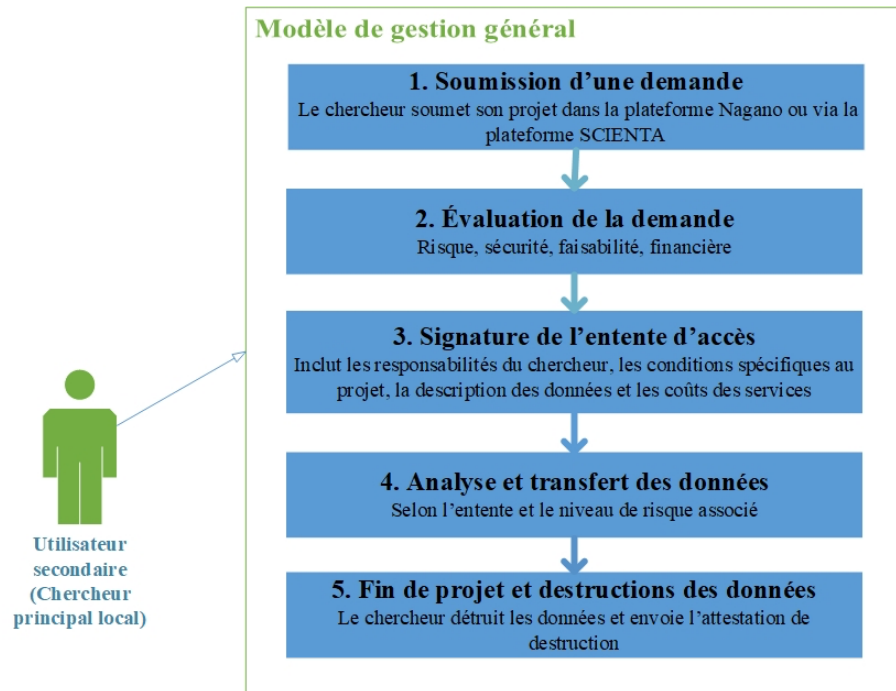 Modèle de gestion général
1. Soumission d'une demande
Le chercheur soumet son projet dans la plateforme Nagano ou via la
plateforme SCIENTA
2. Évaluation de la demande
Risque, sécurité, faisabilité, financière
3. Signature de l'entente d'accès
Inclut les responsabilités du chercheur, les conditions spécifiques au
projet, la description des données et les coûts des services
4. Analyse et transfert des données
Selon l'entente et le niveau de risque associé
5. Fin de projet et destructions des données
Le chercheur détruit les données et envoie l'attestation de
destruction
Utilisateur
secondaire
(Chercheur
principal local)